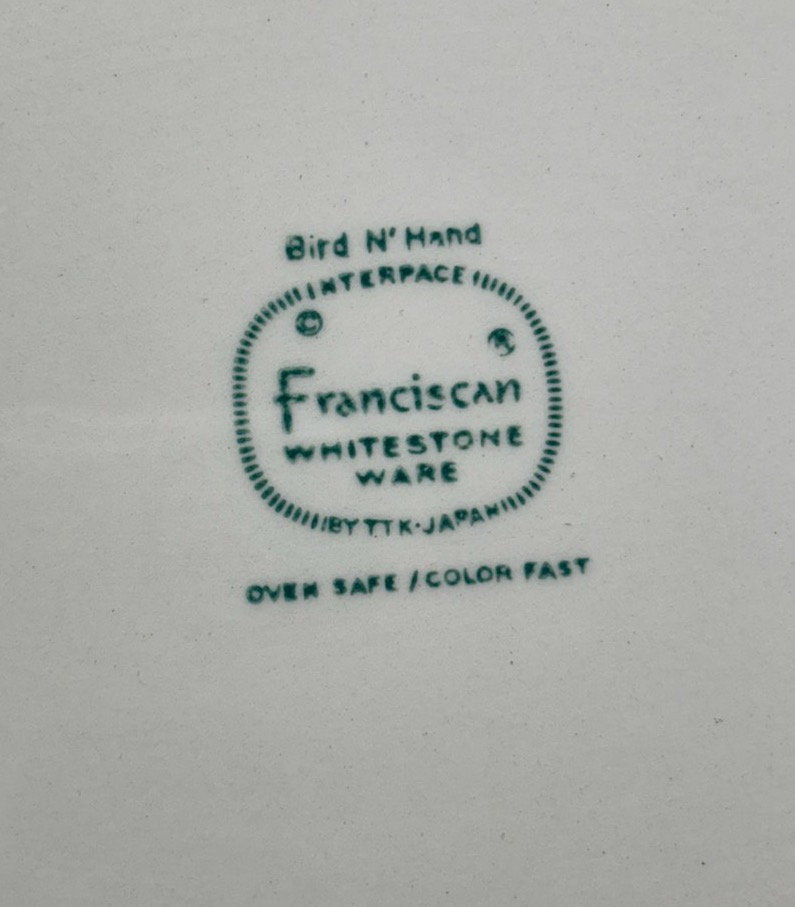 Bird N' Hand
INTERPACE
© ®
Franciscan
WHITESTONE
WARE
BY TTK·JAPAN
OVEN SAFE / COLOR FAST